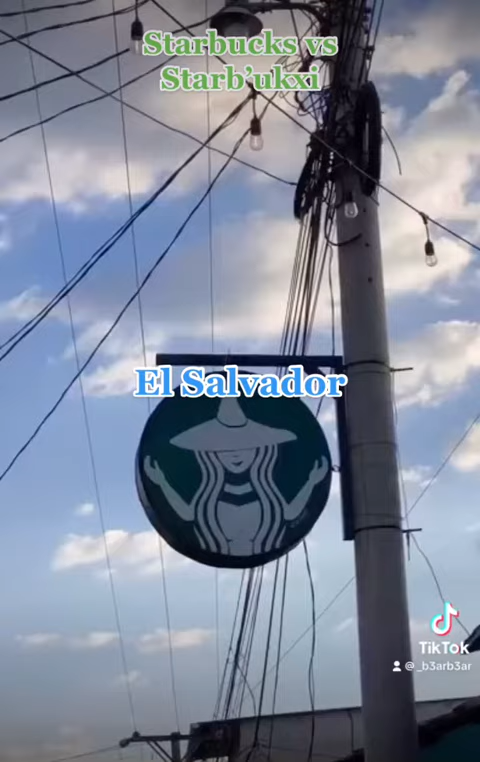 Starbucks vs
Starb'ukxi
El Salvador
TikTok
@_b3arb3ar